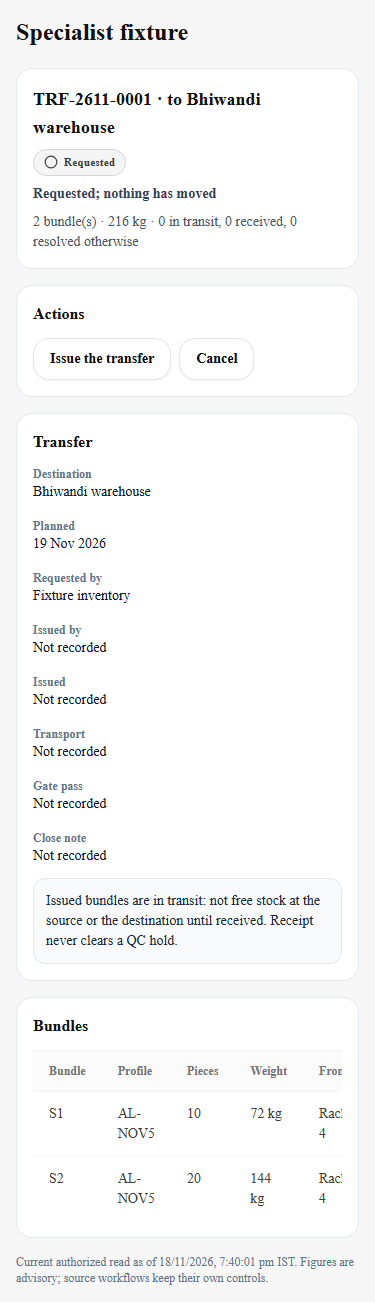 Specialist fixture
TRF-2611-0001 · to Bhiwandi
warehouse
Requested
Requested; nothing has moved
2 bundle(s) · 216 kg · 0 in transit, 0 received, 0
resolved otherwise
Actions
Issue the transfer Cancel
Transfer
Destination
Bhiwandi warehouse
Planned
19 Nov 2026
Requested by
Fixture inventory
Issued by
Not recorded
Issued
Not recorded
Transport
Not recorded
Gate pass
Not recorded
Close note
Not recorded
Issued bundles are in transit: not free stock at the
source or the destination until received. Receipt
never clears a QC hold.
Bundles
Bundle Profile Pieces Weight
S1 AL- 10 72 kg
NOV5 4
S2 AL- 20 144
NOV5 kg 4
Current authorized read as of 18/11/2026, 7:40:01 pm IST. Figures are
advisory; source workflows keep their own controls.